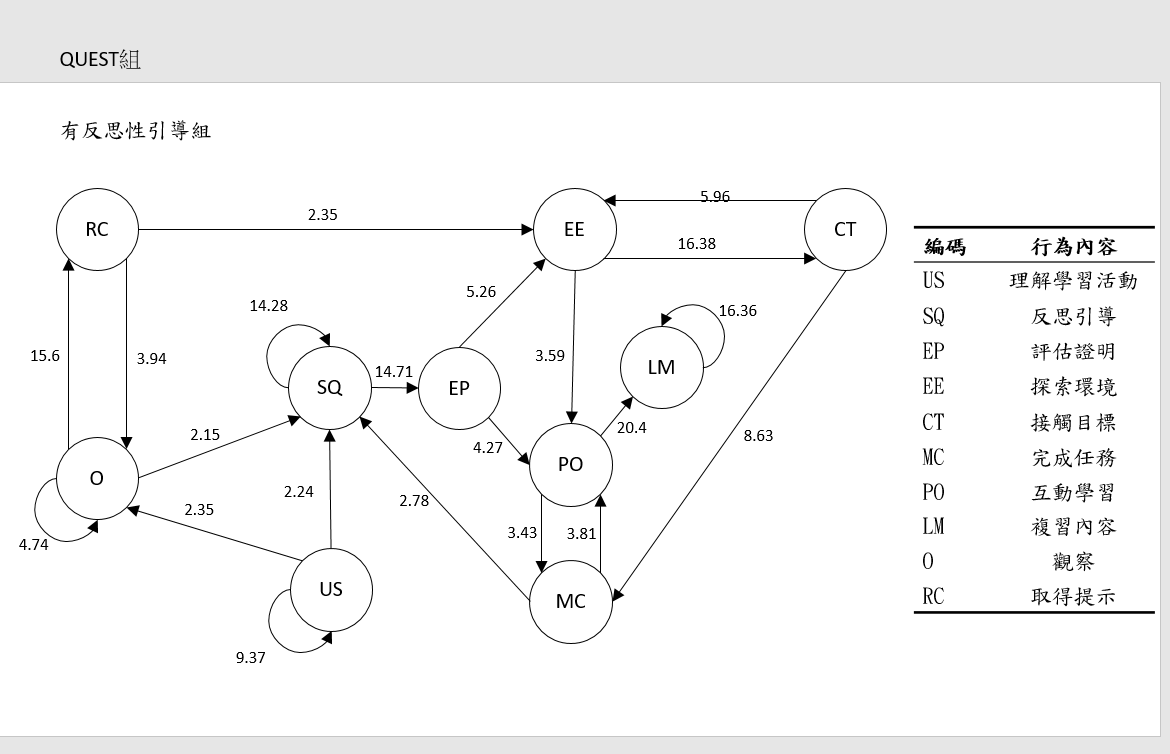 QUEST組
有反思性引導組
RC
2.35
EE
5.96
16.38
CT
15.6
3.94
14.28
SQ
14.71
EP
5.26
3.59
LM
16.36
4.27
PO
20.4
8.63
O
4.74
2.15
2.35
2.24
US
9.37
2.78
3.43
3.81
MC
編碼 行為內容
US 理解學習活動
SQ 反思引導
EP 評估證明
EE 探索環境
CT 接觸目標
MC 完成任務
PO 互動學習
LM 複習內容
O 觀察
RC 取得提示